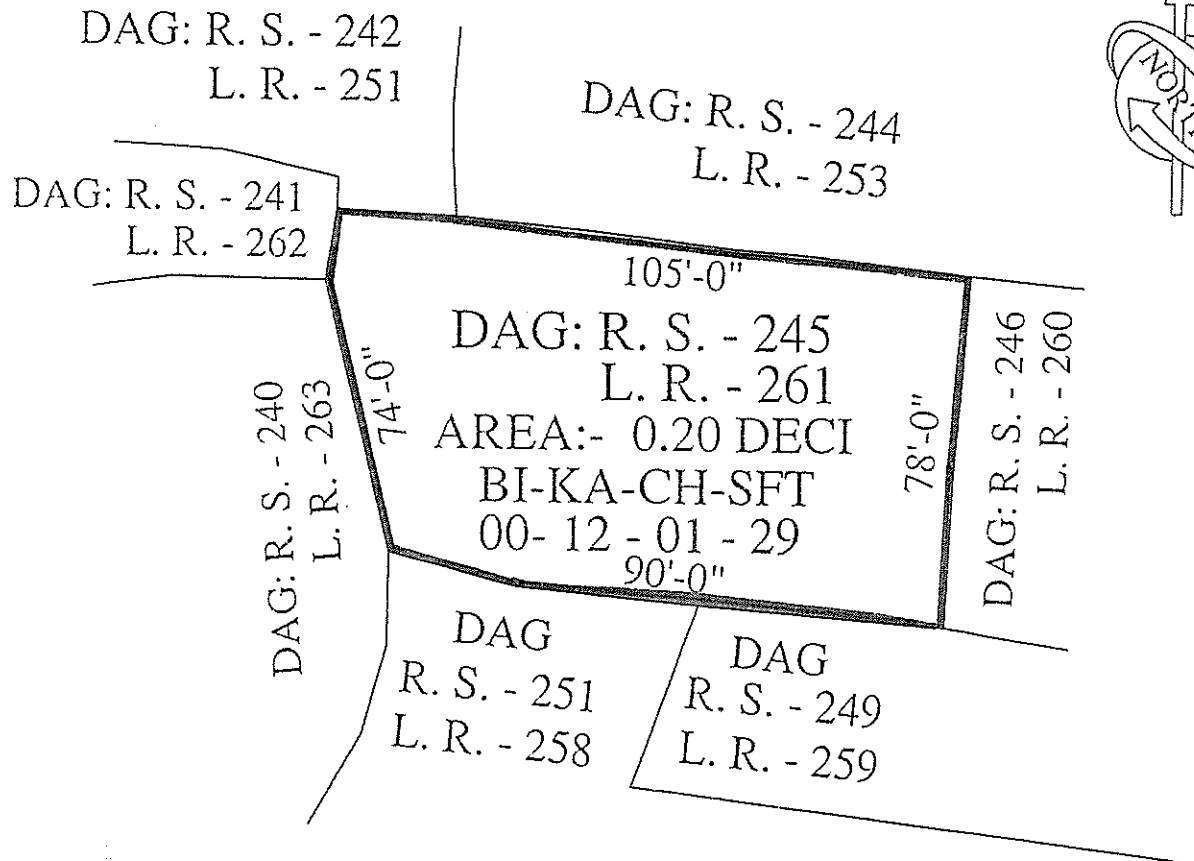 DAG: R. S. - 242
L. R. - 251
DAG: R. S. - 244
L. R. - 253
DAG: R. S. - 241
L. R. - 262
105'-0"
DAG: R. S. - 245
L. R. - 261
AREA:- 0.20 DECI
BI-KA-CH-SFT
00- 12 - 01 - 29
74'-0"
78'-0"
90'-0"
DAG: R. S. - 240
L. R. - 263
DAG: R. S. - 246
L. R. - 260
DAG
R. S. - 251
L. R. - 258
DAG
R. S. - 249
L. R. - 259